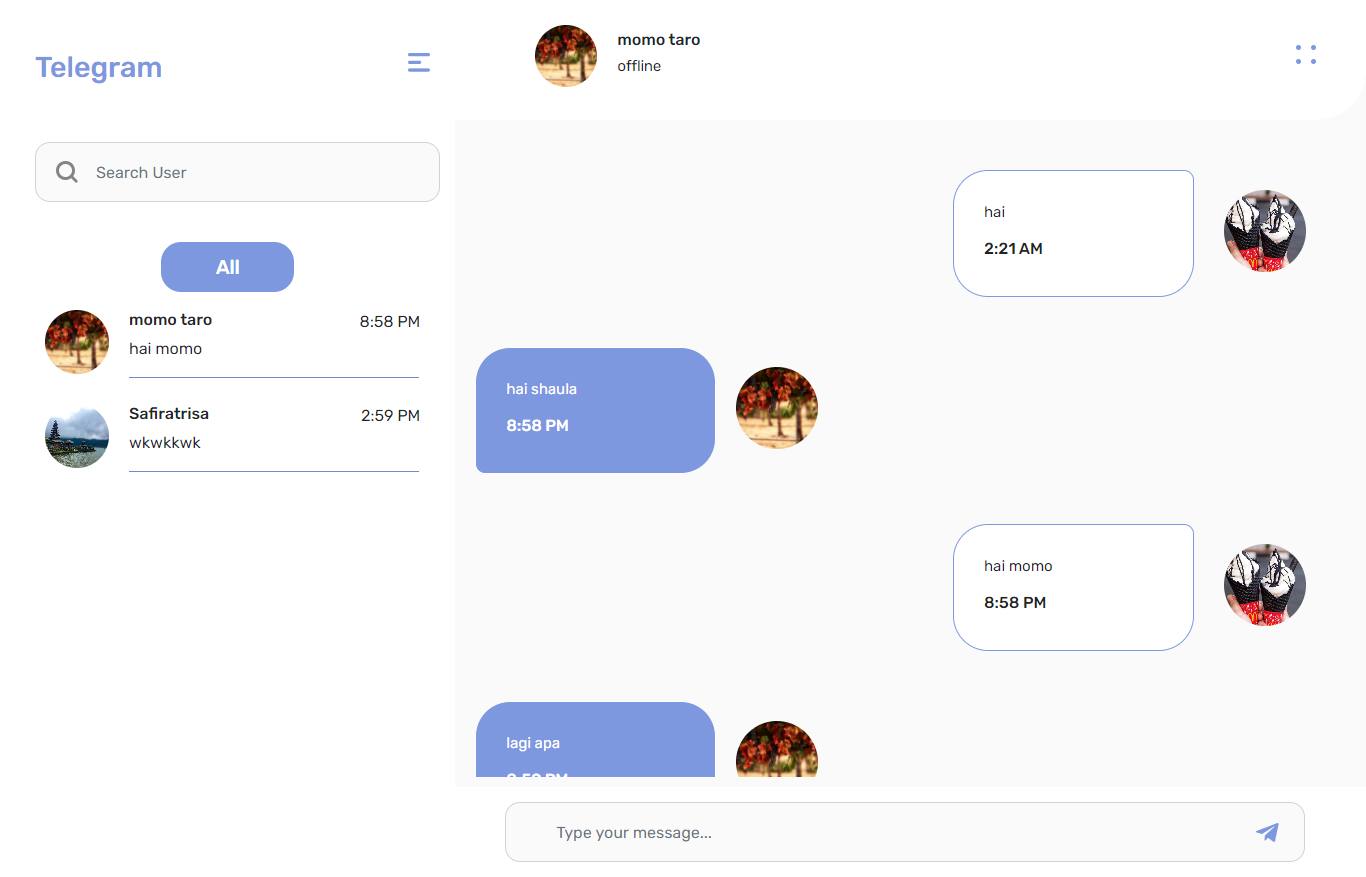 Telegram
Search User
All
momo taro
8:58 PM
hai momo
Safiratrisa
2:59 PM
wkwkkwk
momo taro
offline
hai
2:21 AM
hai shaula
8:58 PM
hai momo
8:58 PM
lagi apa
Type your message...